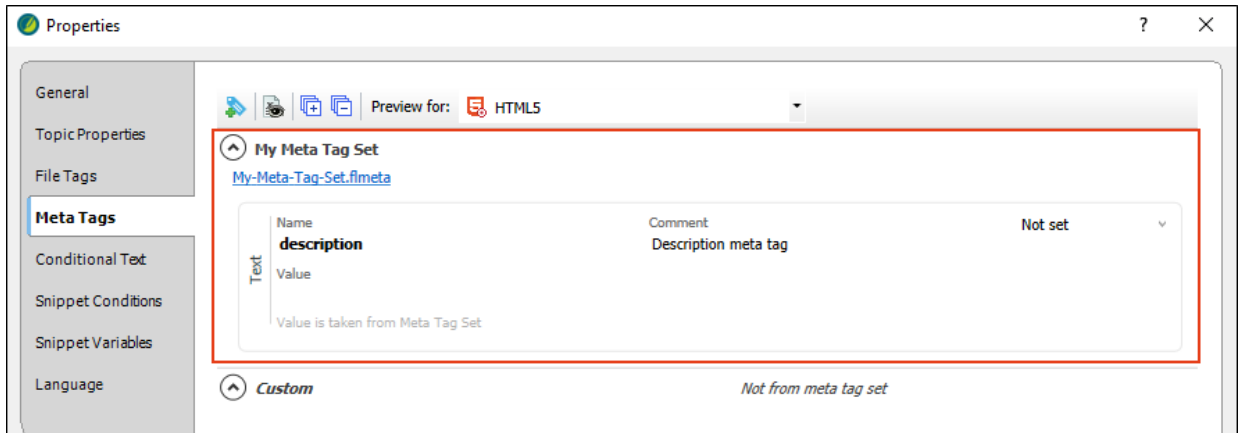 Properties
?
General
Topic Properties
File Tags
Meta Tags
Conditional Text
Snippet Conditions
Snippet Variables
Language
Preview for: HTML5
My Meta Tag Set
My-Meta-Tag-Set.flmeta
Text
Name Comment Not set
description Description meta tag
Value
Value is taken from Meta Tag Set
Custom Not from meta tag set